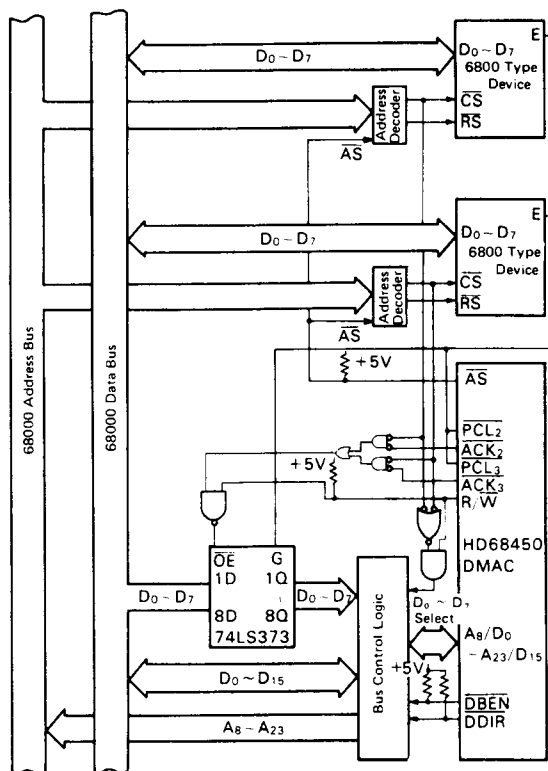 E
D0~D7
D0~D7
6800 Type
Device
CS
RS
Address
Decoder
AS
E
D0~D7
D0~D7
6800 Type
Device
CS
RS
Address
Decoder
AS
68000 Address Bus
68000 Data Bus
+5V
AS
PCL2
ACK2
PCL3
ACK3
R/W
+5V
HD68450
DMAC
OE G
1D 1Q
D0~D7
D0~D7
8D 8Q
74LS373
Bus Control Logic
D0~D7
Select
A8/D0
~A23/D15
+5V
D0~D15
DBEN
DDIR
A8~A23